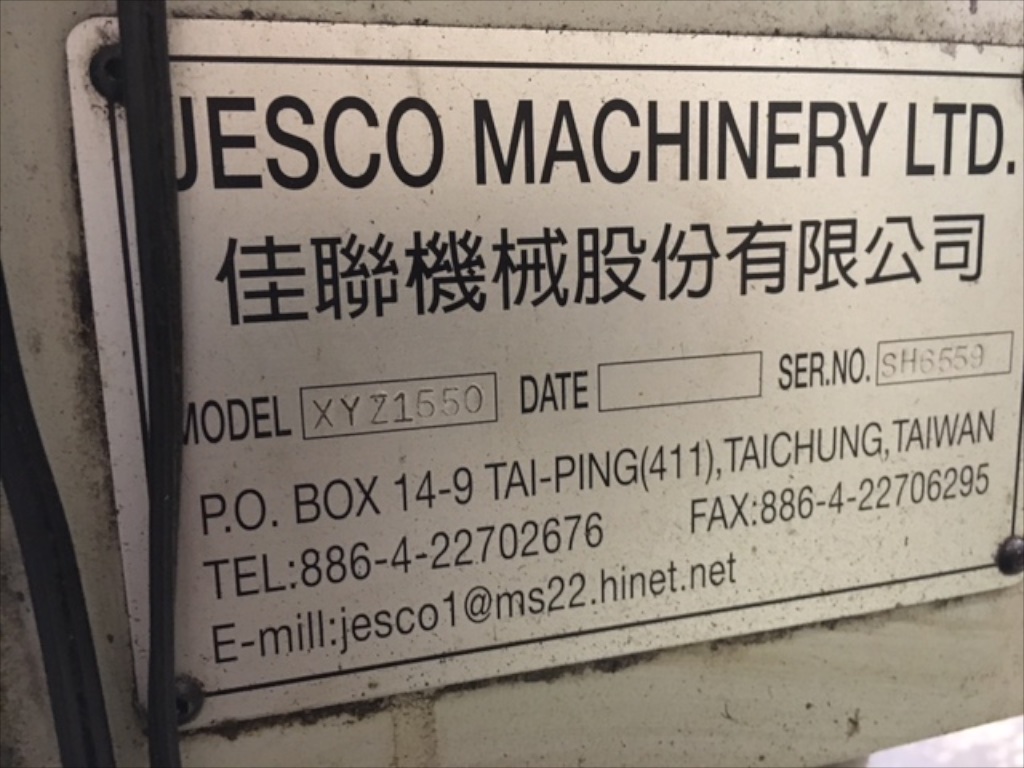 JESCO MACHINERY LTD.
佳聯機械股份有限公司
MODEL XYZ1550 DATE SER.NO. SH6559
P.O. BOX 14-9 TAI-PING(411),TAICHUNG,TAIWAN
TEL:886-4-22702676 FAX:886-4-22706295
E-mill:jesco1@ms22.hinet.net